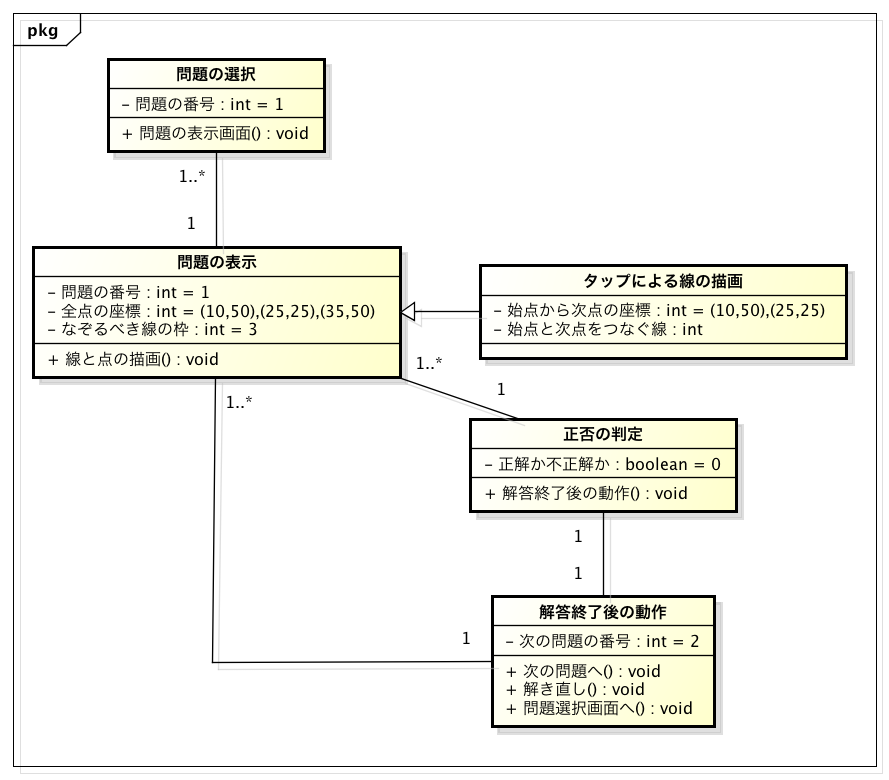 pkg
問題の選択
– 問題の番号 : int = 1
+ 問題の表示画面() : void
1..*
1
問題の表示
– 問題の番号 : int = 1
– 全点の座標 : int = (10,50),(25,25),(35,50)
– なぞるべき線の枠 : int = 3
+ 線と点の描画() : void
タップによる線の描画
– 始点から次点の座標 : int = (10,50),(25,25)
– 始点と次点をつなぐ線 : int
1..*
1
1..*
正否の判定
– 正解か不正解か : boolean = 0
+ 解答終了後の動作() : void
1
1
解答終了後の動作
– 次の問題の番号 : int = 2
+ 次の問題へ() : void
+ 解き直し() : void
+ 問題選択画面へ() : void
1